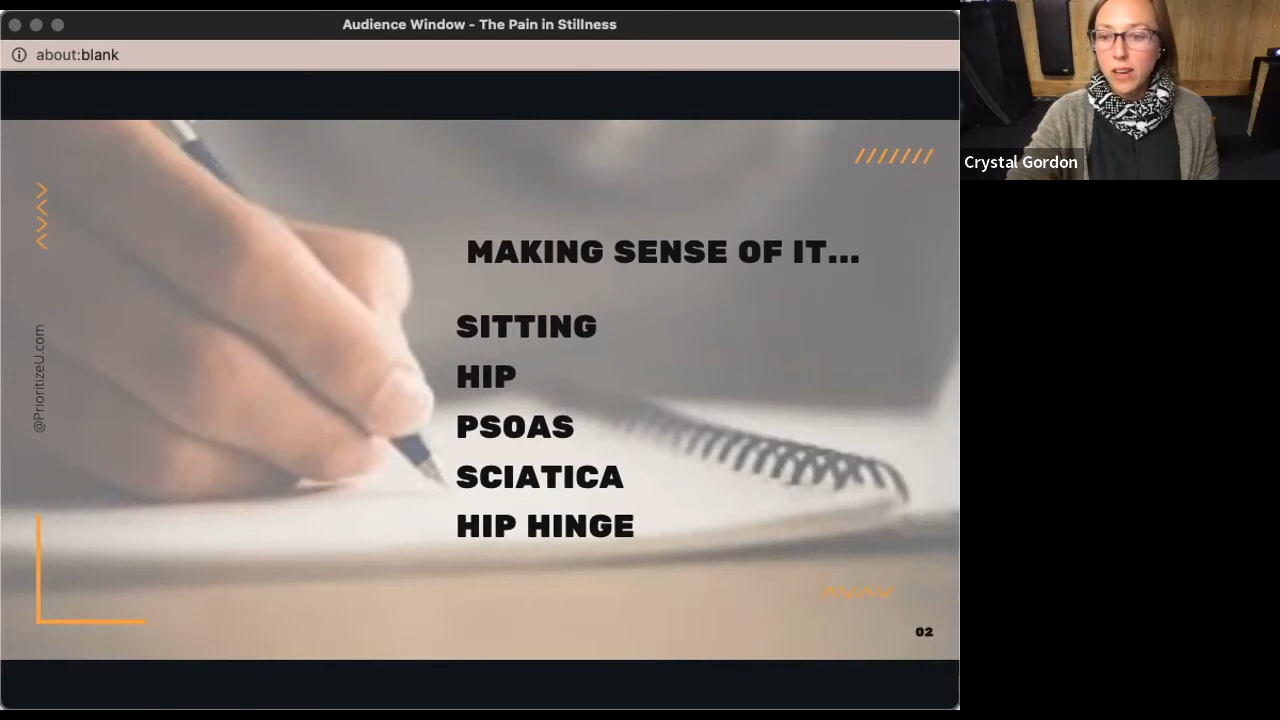 Audience Window - The Pain in Stillness
about:blank
Crystal Gordon
@PrioritizeU.com
MAKING SENSE OF IT...
SITTING
HIP
PSOAS
SCIATICA
HIP HINGE
02